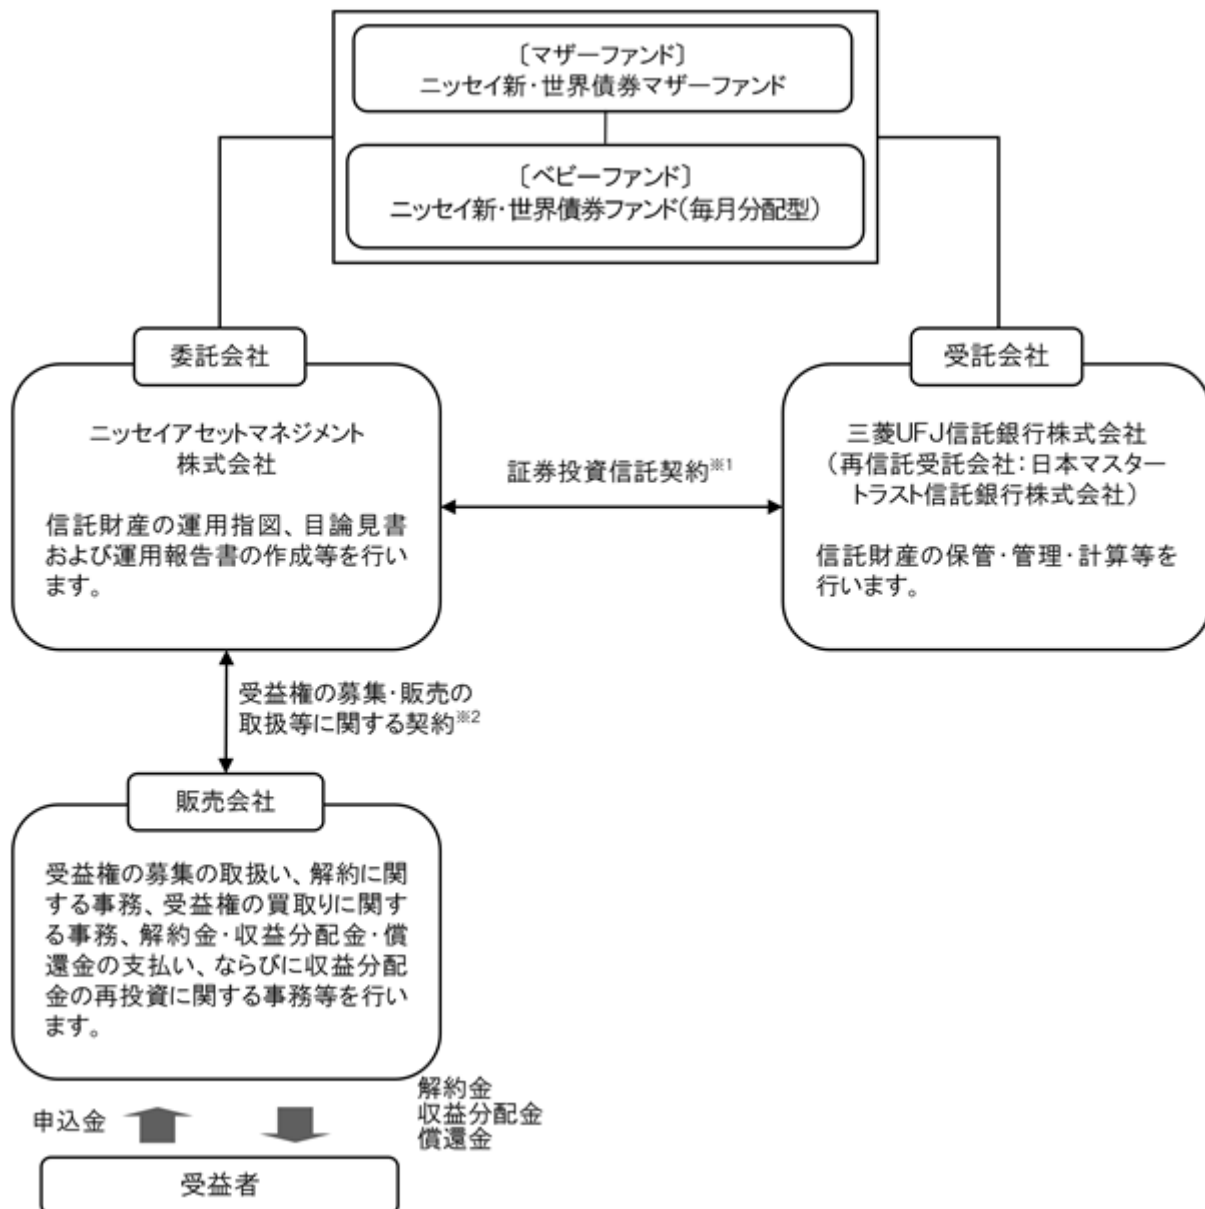 〔マザーファンド〕
ニッセイ新・世界債券マザーファンド
〔ベビーファンド〕
ニッセイ新・世界債券ファンド（毎月分配型）
委託会社
ニッセイアセットマネジメント
株式会社
信託財産の運用指図、目論見書
および運用報告書の作成等を行い
ます。
証券投資信託契約※1
受託会社
三菱UFJ信託銀行株式会社
（再信託受託会社：日本マスター
トラスト信託銀行株式会社）
信託財産の保管・管理・計算等を
行います。
受益権の募集・販売の
取扱等に関する契約※2
販売会社
受益権の募集の取扱い、解約に関
する事務、受益権の買取りに関す
る事務、解約金・収益分配金・償
還金の支払い、ならびに収益分配
金の再投資に関する事務等を行い
ます。
申込金
解約金
収益分配金
償還金
受益者